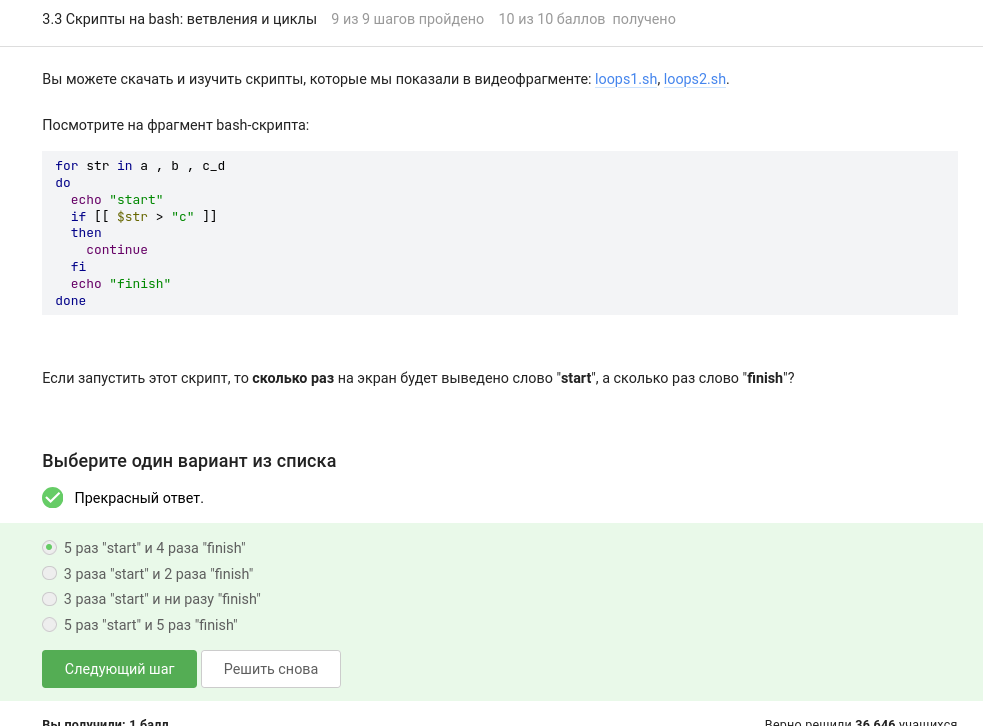 3.3 Скрипты на bash: ветвления и циклы 9 из 9 шагов пройдено 10 из 10 баллов получено
Вы можете скачать и изучить скрипты, которые мы показали в видеофрагменте: loops1.sh, loops2.sh.
Посмотрите на фрагмент bash-скрипта:
for str in a , b , c_d
do
  echo "start"
  if [[ $str > "c" ]]
  then
    continue
  fi
  echo "finish"
done
Если запустить этот скрипт, то сколько раз на экран будет выведено слово "start", а сколько раз слово "finish"?
Выберите один вариант из списка
Прекрасный ответ.
5 раз "start" и 4 раза "finish"
3 раза "start" и 2 раза "finish"
3 раза "start" и ни разу "finish"
5 раз "start" и 5 раз "finish"
Следующий шаг Решить снова
Вы получили: 1 балл Верно решили 36 646 учащихся